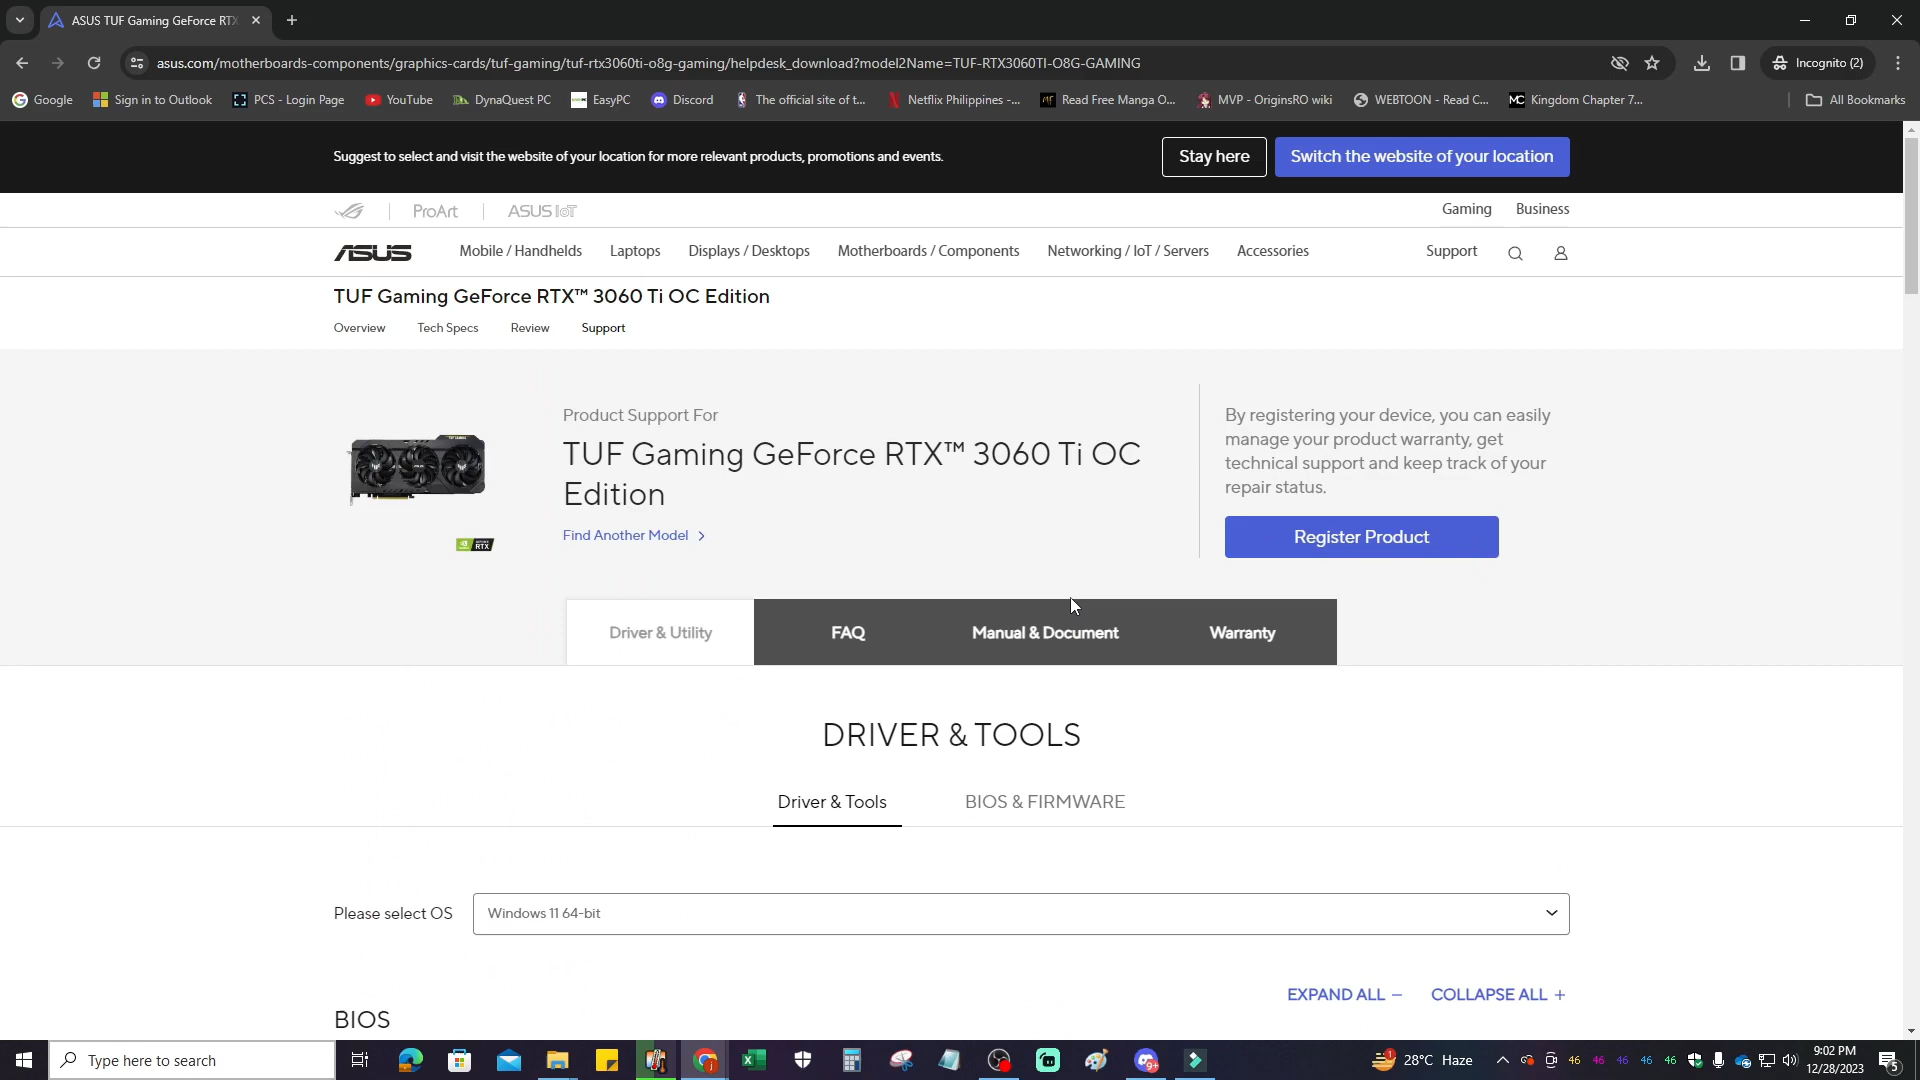 ASUS TUF Gaming GeForce RTX
asus.com/motherboards-components/graphics-cards/tuf-gaming/tuf-rtx3060ti-o8g-gaming/helpdesk_download?model2Name=TUF-RTX3060TI-O8G-GAMING
Incognito (2)
Google Sign in to Outlook PCS - Login Page YouTube DynaQuest PC EasyPC Discord The official site of t... Netflix Philippines -... Read Free Manga O... MVP - OriginsRO wiki WEBTOON - Read C... Kingdom Chapter 7... All Bookmarks
Suggest to select and visit the website of your location for more relevant products, promotions and events. Stay here Switch the website of your location
ProArt ASUS IoT Gaming Business
ASUS Mobile / Handhelds Laptops Displays / Desktops Motherboards / Components Networking / IoT / Servers Accessories Support
TUF Gaming GeForce RTX™ 3060 Ti OC Edition
Overview Tech Specs Review Support
Product Support For
TUF Gaming GeForce RTX™ 3060 Ti OC
Edition
Find Another Model >
By registering your device, you can easily
manage your product warranty, get
technical support and keep track of your
repair status.
Register Product
Driver & Utility FAQ Manual & Document Warranty
DRIVER & TOOLS
Driver & Tools BIOS & FIRMWARE
Please select OS Windows 11 64-bit
EXPAND ALL − COLLAPSE ALL +
BIOS
Type here to search
28°C Haze 46 46 46 46 46 9:02 PM
12/28/2023